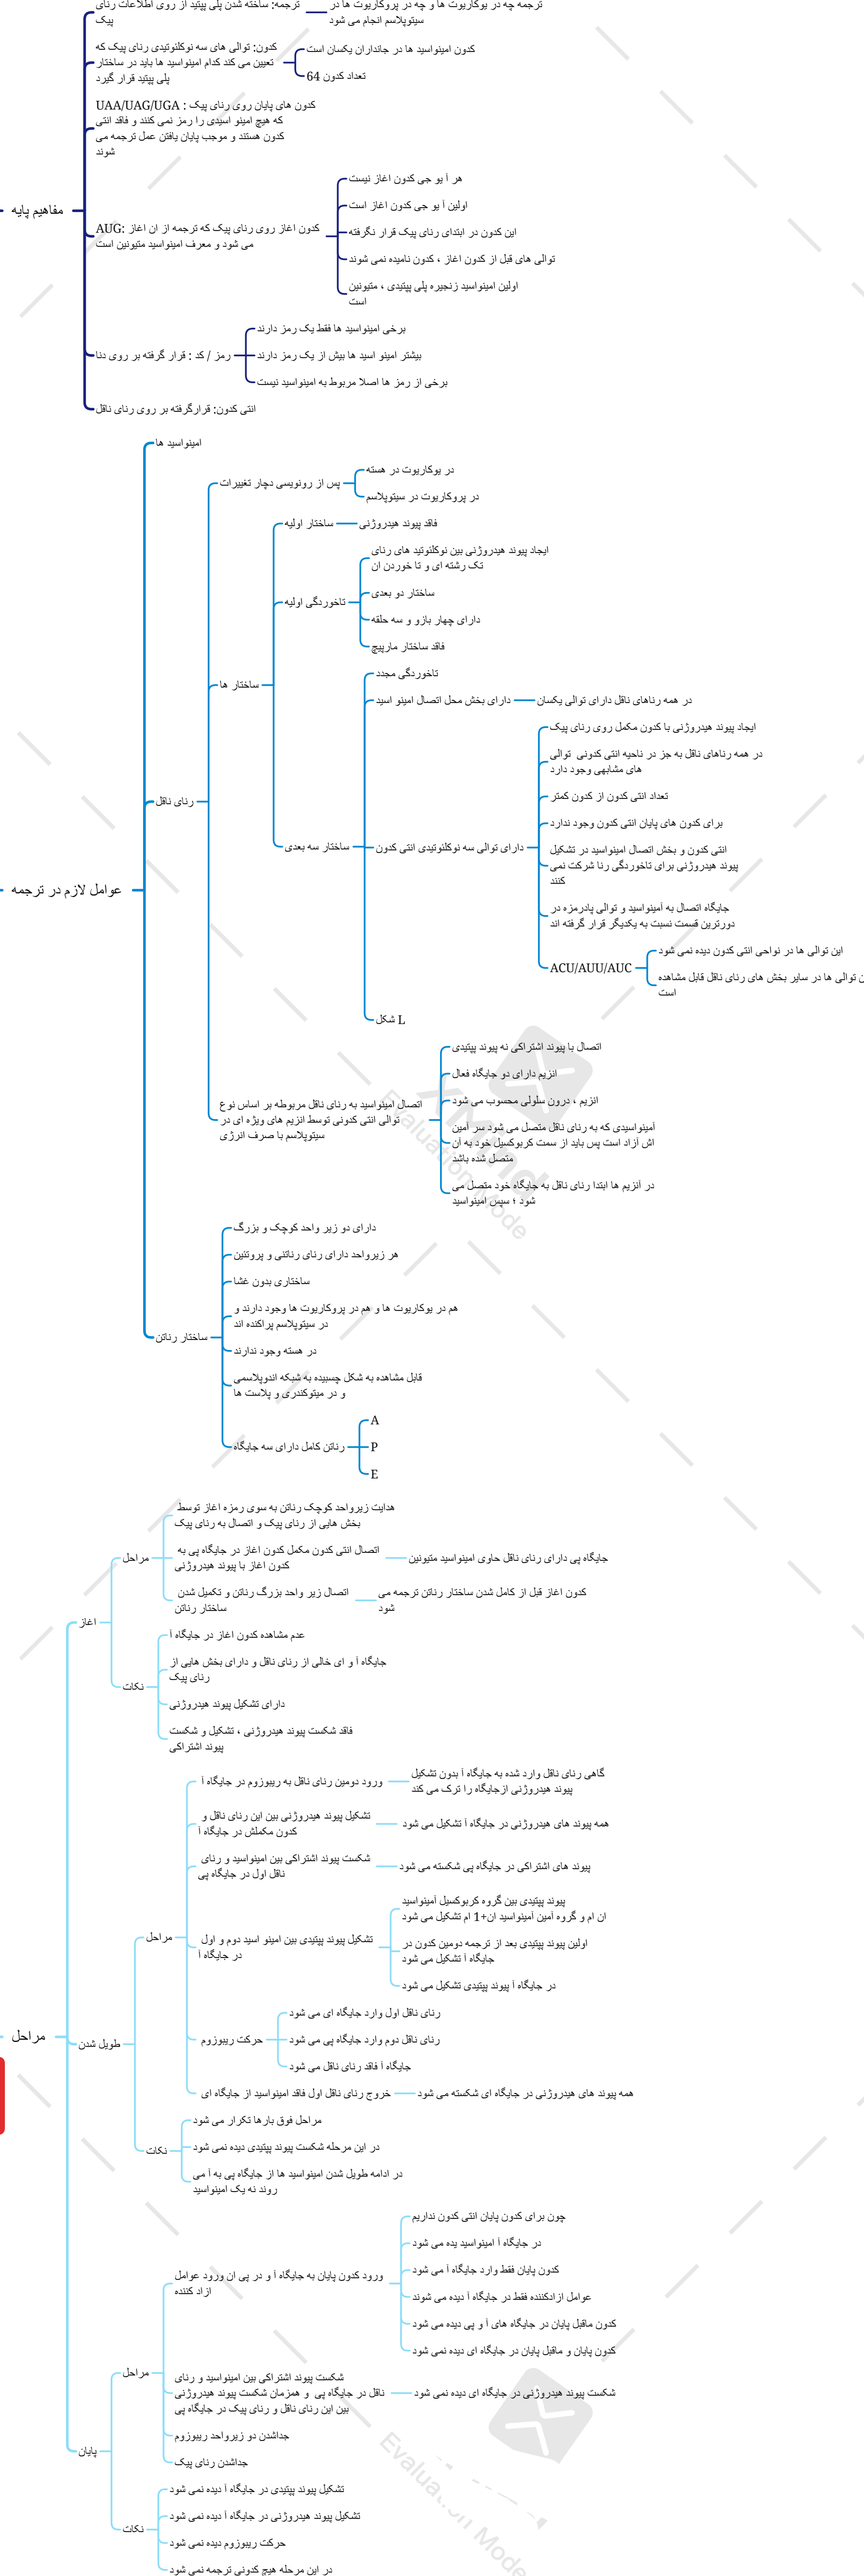 ترجمه: ساخته شدن پلی پپتید از روی اطلاعات رنای
پیک
ترجمه چه در یوکاریوت ها و چه در پروکاریوت ها در
سیتوپلاسم انجام می شود
کدون: توالی های سه نوکلئوتیدی رنای پیک که
تعیین می کند کدام امینواسید ها باید در ساختار
پلی پپتید قرار گیرد
کدون امینواسید ها در جانداران یکسان است
تعداد کدون 64
کدون های پایان روی رنای پیک : UAA/UAG/UGA
که هیچ امینو اسیدی را رمز نمی کنند و فاقد انتی
کدون هستند و موجب پایان یافتن عمل ترجمه می
شوند
مفاهیم پایه
کدون اغاز روی رنای پیک که ترجمه از ان اغاز :AUG
می شود و معرف امینواسید متیونین است
هر آ یو جی کدون اغاز نیست
اولین آ یو جی کدون اغاز است
این کدون در ابتدای رنای پیک قرار نگرفته
توالی های قبل از کدون اغاز ، کدون نامیده نمی شوند
اولین امینواسید زنجیره پلی پپتیدی ، متیونین
است
رمز / کد : قرار گرفته بر روی دنا
برخی امینواسید ها فقط یک رمز دارند
بیشتر امینو اسید ها بیش از یک رمز دارند
برخی از رمز ها اصلا مربوط به امینواسید نیست
انتی کدون: قرارگرفته بر روی رنای ناقل
عوامل لازم در ترجمه
امینواسید ها
رنای ناقل
پس از رونویسی دچار تغییرات
در یوکاریوت در هسته
در پروکاریوت در سیتوپلاسم
ساختار ها
ساختار اولیه
فاقد پیوند هیدروژنی
تاخوردگی اولیه
ایجاد پیوند هیدروژنی بین نوکلئوتید های رنای
تک رشته ای و تا خوردن ان
ساختار دو بعدی
دارای چهار بازو و سه حلقه
فاقد ساختار مارپیچ
ساختار سه بعدی
تاخوردگی مجدد
دارای بخش محل اتصال امینو اسید
در همه رناهای ناقل دارای توالی یکسان
دارای توالی سه نوکلئوتیدی انتی کدون
ایجاد پیوند هیدروژنی با کدون مکمل روی رنای پیک
در همه رناهای ناقل به جز در ناحیه انتی کدونی توالی
های مشابهی وجود دارد
تعداد انتی کدون از کدون کمتر
برای کدون های پایان انتی کدون وجود ندارد
انتی کدون و بخش اتصال امینواسید در تشکیل
پیوند هیدروژنی برای تاخوردگی رنا شرکت نمی
کنند
جایگاه اتصال به آمینواسید و توالی پادرمزه در
دورترین قسمت نسبت به یکدیگر قرار گرفته اند
ACU/AUU/AUC
این توالی ها در نواحی انتی کدون دیده نمی شود
ن توالی ها در سایر بخش های رنای ناقل قابل مشاهده
است
L شکل
اتصال امینواسید به رنای ناقل مربوطه بر اساس نوع
توالی انتی کدونی توسط انزیم های ویژه ای در
سیتوپلاسم با صرف انرژی
اتصال با پیوند اشتراکی نه پیوند پپتیدی
انزیم دارای دو جایگاه فعال
انزیم ، درون سلولی محسوب می شود
آمینواسیدی که به رنای ناقل متصل می شود سر آمین
اش آزاد است پس باید از سمت کربوکسیل خود به آن
متصل شده باشد
در آنزیم ها ابتدا رنای ناقل به جایگاه خود متصل می
شود ؛ سپس امینواسید
ساختار رناتن
دارای دو زیر واحد کوچک و بزرگ
هر زیرواحد دارای رنای رناتنی و پروتئین
ساختاری بدون غشا
هم در یوکاریوت ها و هم در پروکاریوت ها وجود دارند و
در سیتوپلاسم پراکنده اند
در هسته وجود ندارند
قابل مشاهده به شکل چسبیده به شبکه اندوپلاسمی
و در میتوکندری و پلاست ها
رناتن کامل دارای سه جایگاه
A
P
E
مراحل
اغاز
مراحل
هدایت زیرواحد کوچک رناتن به سوی رمزه اغاز توسط
بخش هایی از رنای پیک و اتصال به رنای پیک
اتصال انتی کدون مکمل کدون اغاز در جایگاه پی به
کدون اغاز با پیوند هیدروژنی
جایگاه پی دارای رنای ناقل حاوی امینواسید متیونین
اتصال زیر واحد بزرگ رناتن و تکمیل شدن
ساختار رناتن
کدون اغاز قبل از کامل شدن ساختار رناتن ترجمه می
شود
نکات
عدم مشاهده کدون اغاز در جایگاه آ
جایگاه آ و ای خالی از رنای ناقل و دارای بخش هایی از
رنای پیک
دارای تشکیل پیوند هیدروژنی
فاقد شکست پیوند هیدروژنی ، تشکیل و شکست
پیوند اشتراکی
طویل شدن
مراحل
ورود دومین رنای ناقل به ریبوزوم در جایگاه آ
گاهی رنای ناقل وارد شده به جایگاه آ بدون تشکیل
پیوند هیدروژنی ازجایگاه را ترک می کند
تشکیل پیوند هیدروژنی بین این رنای ناقل و
کدون مکملش در جایگاه آ
همه پیوند های هیدروژنی در جایگاه آ تشکیل می شود
شکست پیوند اشتراکی بین امینواسید و رنای
ناقل اول در جایگاه پی
پیوند های اشتراکی در جایگاه پی شکسته می شود
تشکیل پیوند پپتیدی بین امینو اسید دوم و اول
در جایگاه آ
پیوند پپتیدی بین گروه کربوکسیل آمینواسید
ان ام و گروه آمین آمینواسید ان+1 ام تشکیل می شود
اولین پیوند پپتیدی بعد از ترجمه دومین کدون در
جایگاه آ تشکیل می شود
در جایگاه آ پیوند پپتیدی تشکیل می شود
حرکت ریبوزوم
رنای ناقل اول وارد جایگاه ای می شود
رنای ناقل دوم وارد جایگاه پی می شود
جایگاه آ فاقد رنای ناقل می شود
خروج رنای ناقل اول فاقد امینواسید از جایگاه ای
همه پیوند های هیدروژنی در جایگاه ای شکسته می شود
نکات
مراحل فوق بارها تکرار می شود
در این مرحله شکست پیوند پپتیدی دیده نمی شود
در ادامه طویل شدن امینواسید ها از جایگاه پی به آ می
روند نه یک امینواسید
پایان
مراحل
ورود کدون پایان به جایگاه آ و در پی ان ورود عوامل
ازاد کننده
چون برای کدون پایان انتی کدون نداریم
در جایگاه آ امینواسید یده می شود
کدون پایان فقط وارد جایگاه آ می شود
عوامل ازادکننده فقط در جایگاه آ دیده می شوند
کدون ماقبل پایان در جایگاه های آ و پی دیده می شود
کدون پایان و ماقبل پایان در جایگاه ای دیده نمی شود
شکست پیوند اشتراکی بین امینواسید و رنای
ناقل در جایگاه پی و همزمان شکست پیوند هیدروژنی
بین این رنای ناقل و رنای پیک در جایگاه پی
شکست پیوند هیدروژنی در جایگاه ای دیده نمی شود
جداشدن دو زیرواحد ریبوزوم
جداشدن رنای پیک
نکات
تشکیل پیوند پپتیدی در جایگاه آ دیده نمی شود
تشکیل پیوند هیدروژنی در جایگاه آ دیده نمی شود
حرکت ریبوزوم دیده نمی شود
در این مرحله هیچ کدونی ترجمه نمی شود
XMind
Evaluation Mode
Evaluation Mode